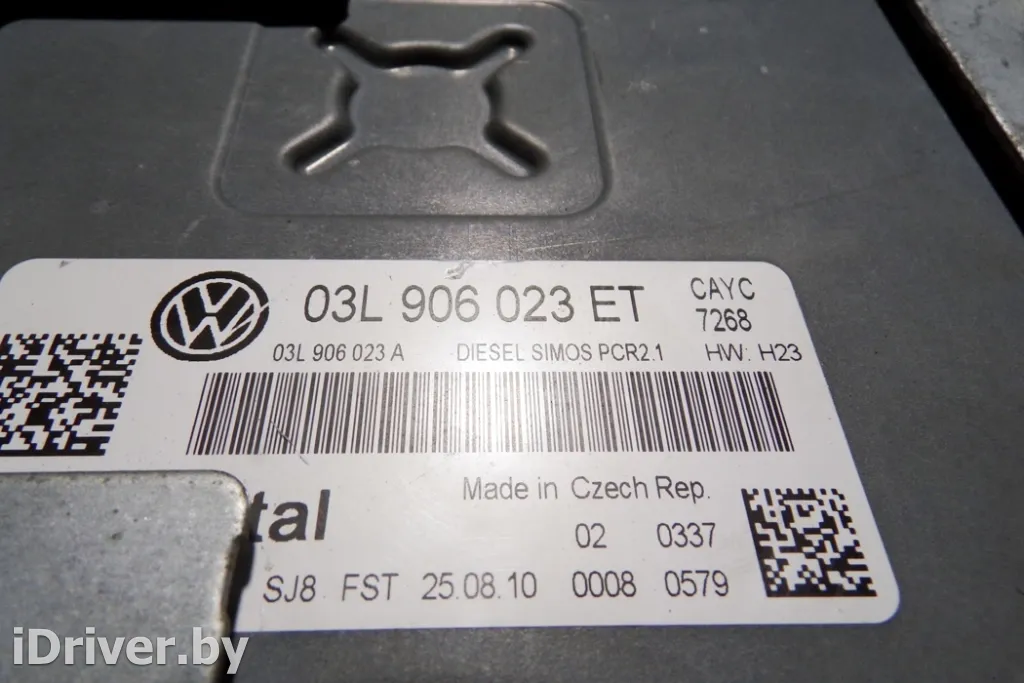 03L 906 023 ET
CAYC
7268
03L 906 023 A DIESEL SIMOS PCR2.1 HW: H23
Made in Czech Rep.
tal
02 0337
SJ8 FST 25.08.10 0008 0579
iDriver.by